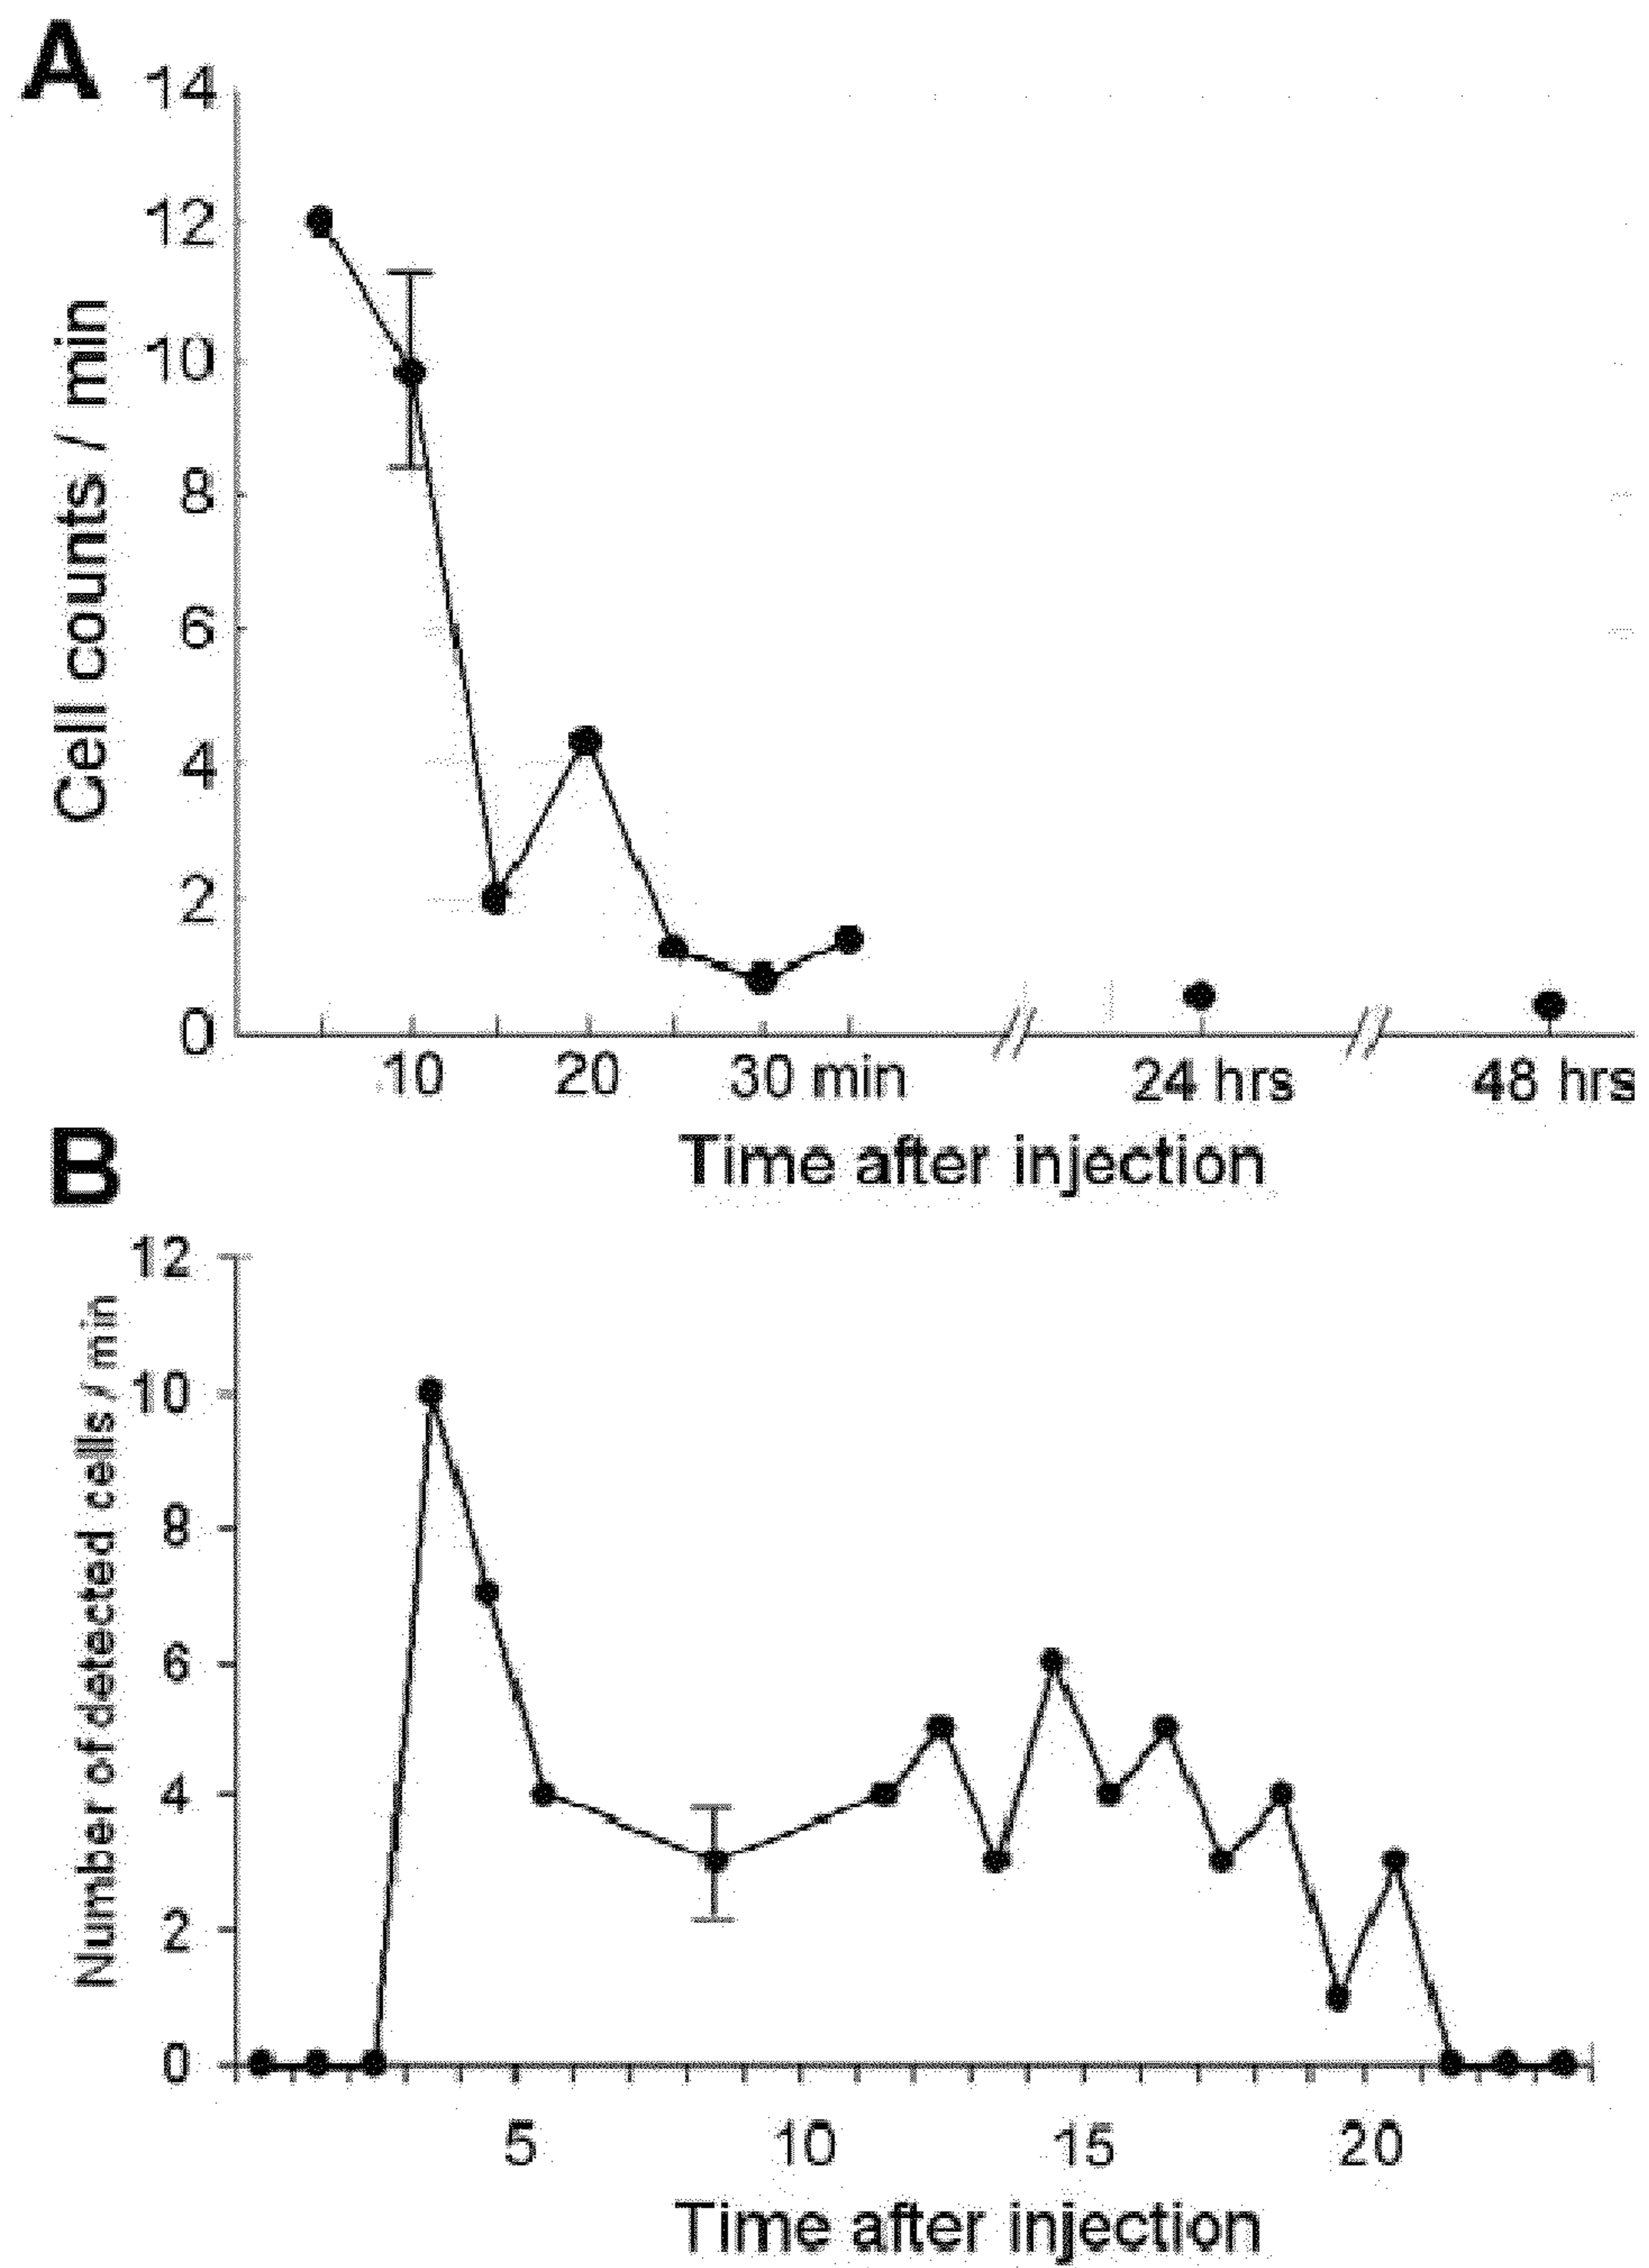 A
14
12
10
8
6
4
2
0
Cell counts / min
10 20 30 min 24 hrs 48 hrs
Time after injection
B
12
10
8
6
4
2
0
Number of detected cells / min
5 10 15 20
Time after injection